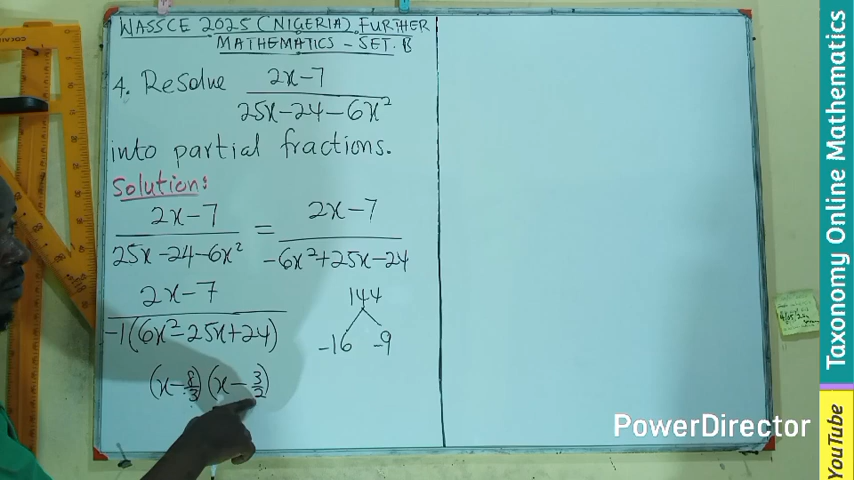 WASSCE 2025 (NIGERIA) FURTHER
MATHEMATICS - SET. B
4. Resolve 2x-7
25x-24-6x²
into partial fractions.
Solution:
2x-7 = 2x-7
25x-24-6x² -6x²+25x-24
2x-7
-1(6x²-25x+24)
144
-16 -9
(x-8/3)(x-3/2)
PowerDirector
Taxonomy Online Mathematics
YouTube